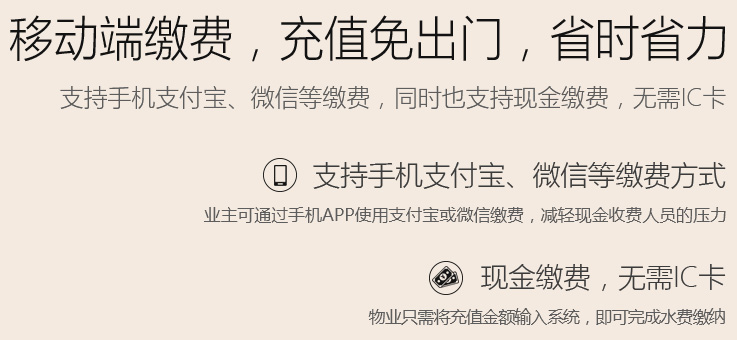 移动端缴费，充值免出门，省时省力
支持手机支付宝、微信等缴费，同时也支持现金缴费，无需IC卡
支持手机支付宝、微信等缴费方式
业主可通过手机APP使用支付宝或微信缴费，减轻现金收费人员的压力
现金缴费，无需IC卡
物业只需将充值金额输入系统，即可完成水费缴纳